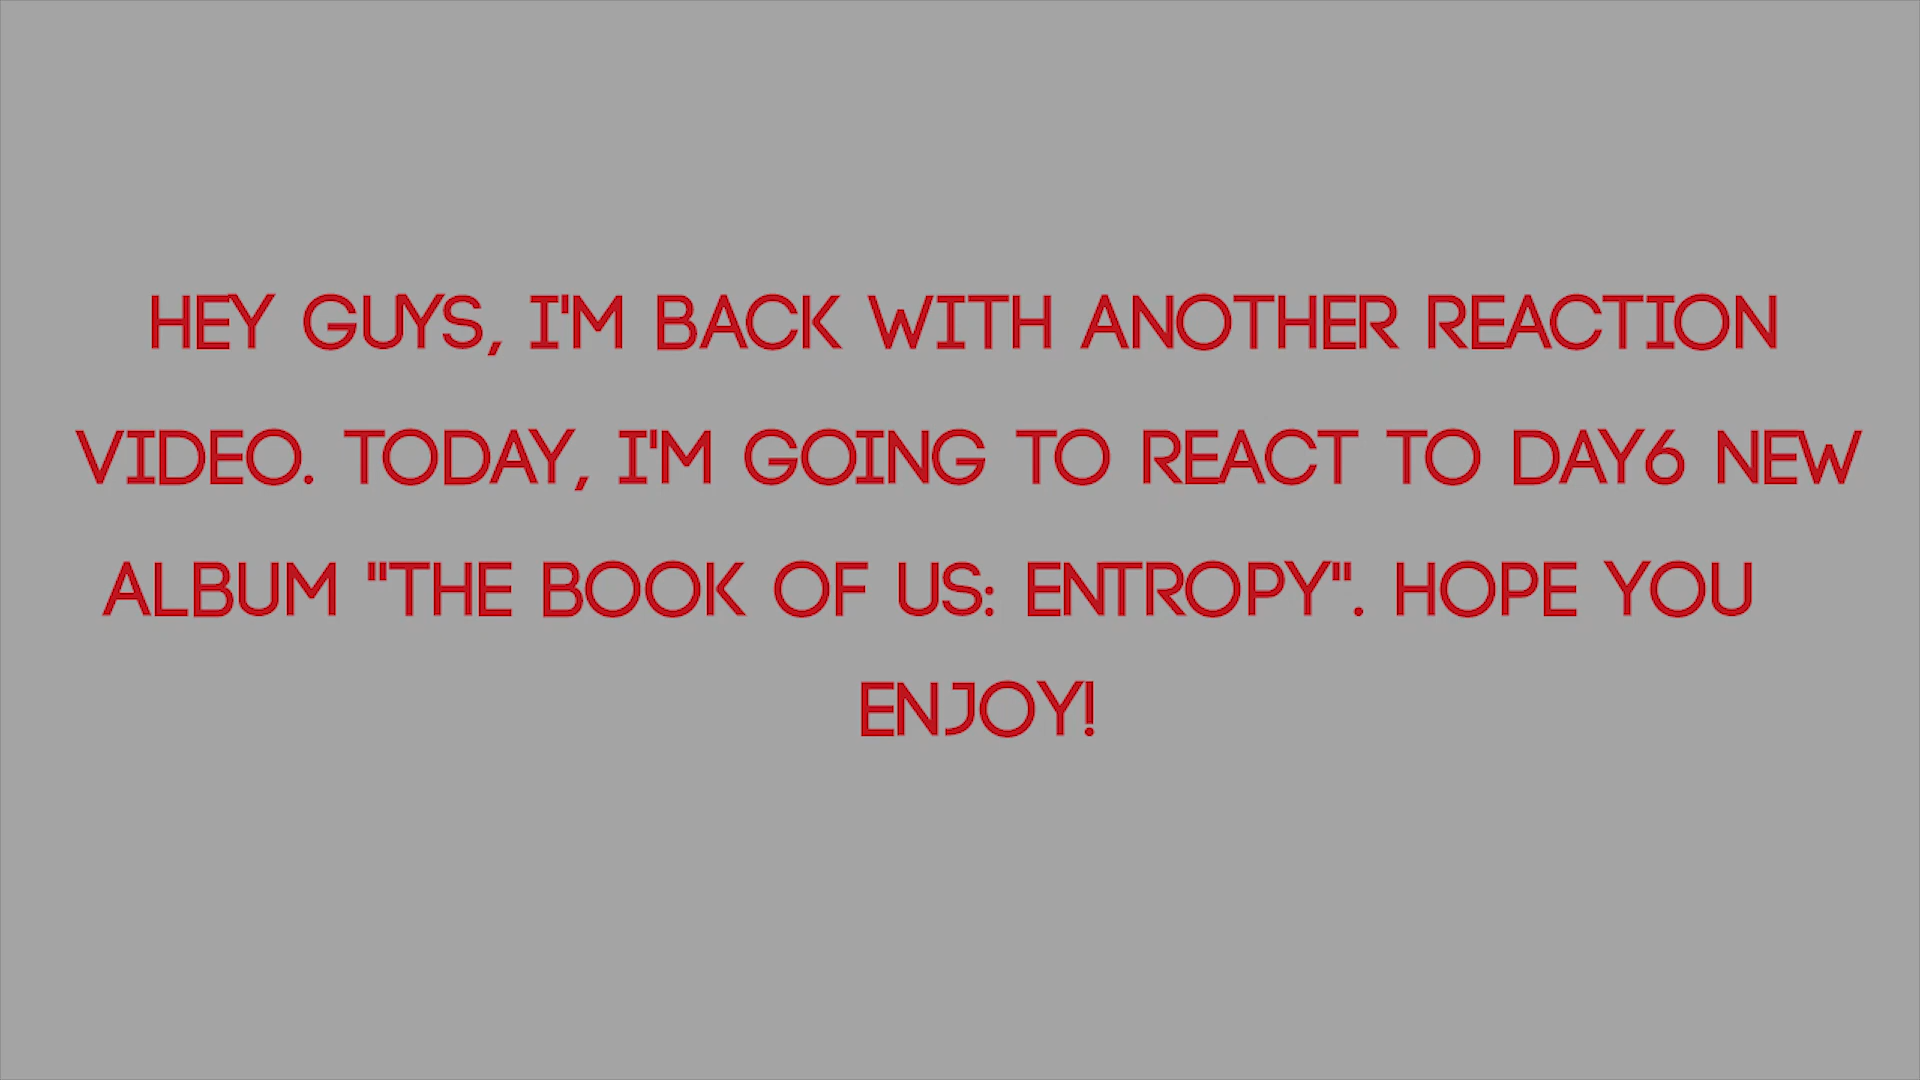 HEY GUYS, I'M BACK WITH ANOTHER REACTION
VIDEO. TODAY, I'M GOING TO REACT TO DAY6 NEW
ALBUM "THE BOOK OF US: ENTROPY". HOPE YOU
ENJOY!